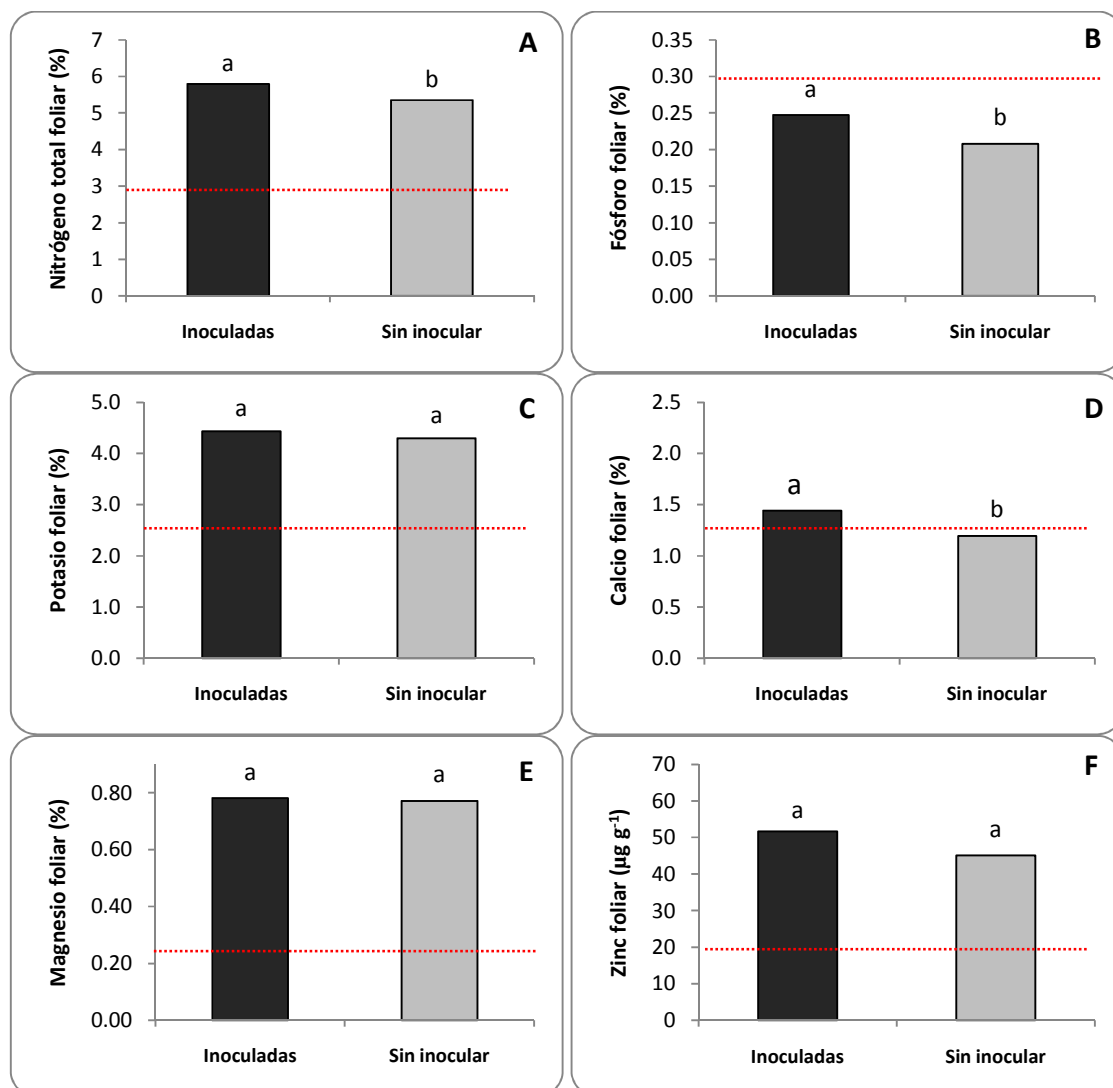 A
Nitrógeno total foliar (%)
7
6
5
4
3
2
1
0
a
b
Inoculadas
Sin inocular
B
Fósforo foliar (%)
0.35
0.30
0.25
0.20
0.15
0.10
0.05
0.00
a
b
Inoculadas
Sin inocular
C
Potasio foliar (%)
5.0
4.0
3.0
2.0
1.0
0.0
a
a
Inoculadas
Sin inocular
D
Calcio foliar (%)
2.5
2.0
1.5
1.0
0.5
0.0
a
b
Inoculadas
Sin inocular
E
Magnesio foliar (%)
0.80
0.60
0.40
0.20
0.00
a
a
Inoculadas
Sin inocular
F
Zinc foliar (µg g⁻¹)
70
60
50
40
30
20
10
0
a
a
Inoculadas
Sin inocular